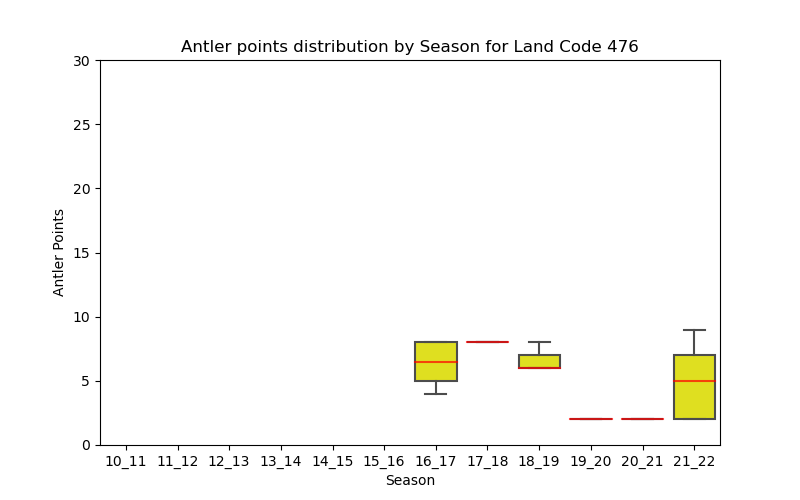 Antler points distribution by Season for Land Code 476
30
25
20
15
10
5
0
Antler Points
10_11 11_12 12_13 13_14 14_15 15_16 16_17 17_18 18_19 19_20 20_21 21_22
Season